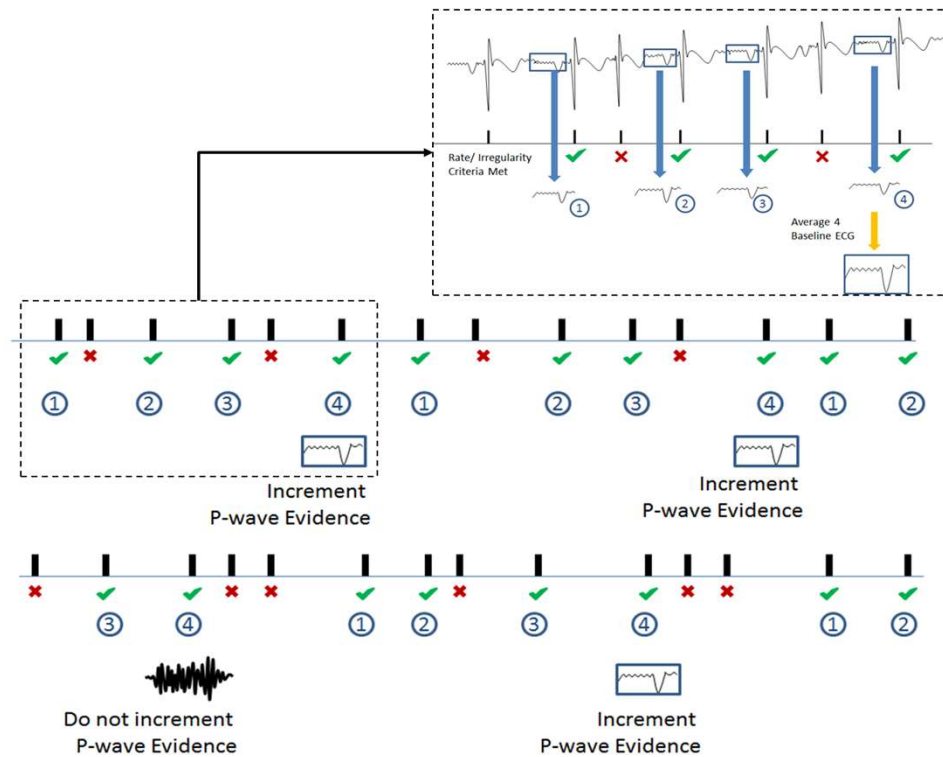 Rate/ Irregularity
Criteria Met
1
2
3
4
Average 4
Baseline ECG
1 2 3 4 1 2 3 4 1 2
Increment
P-wave Evidence
Increment
P-wave Evidence
3 4 1 2 3 4 1 2
Do not increment
P-wave Evidence
Increment
P-wave Evidence